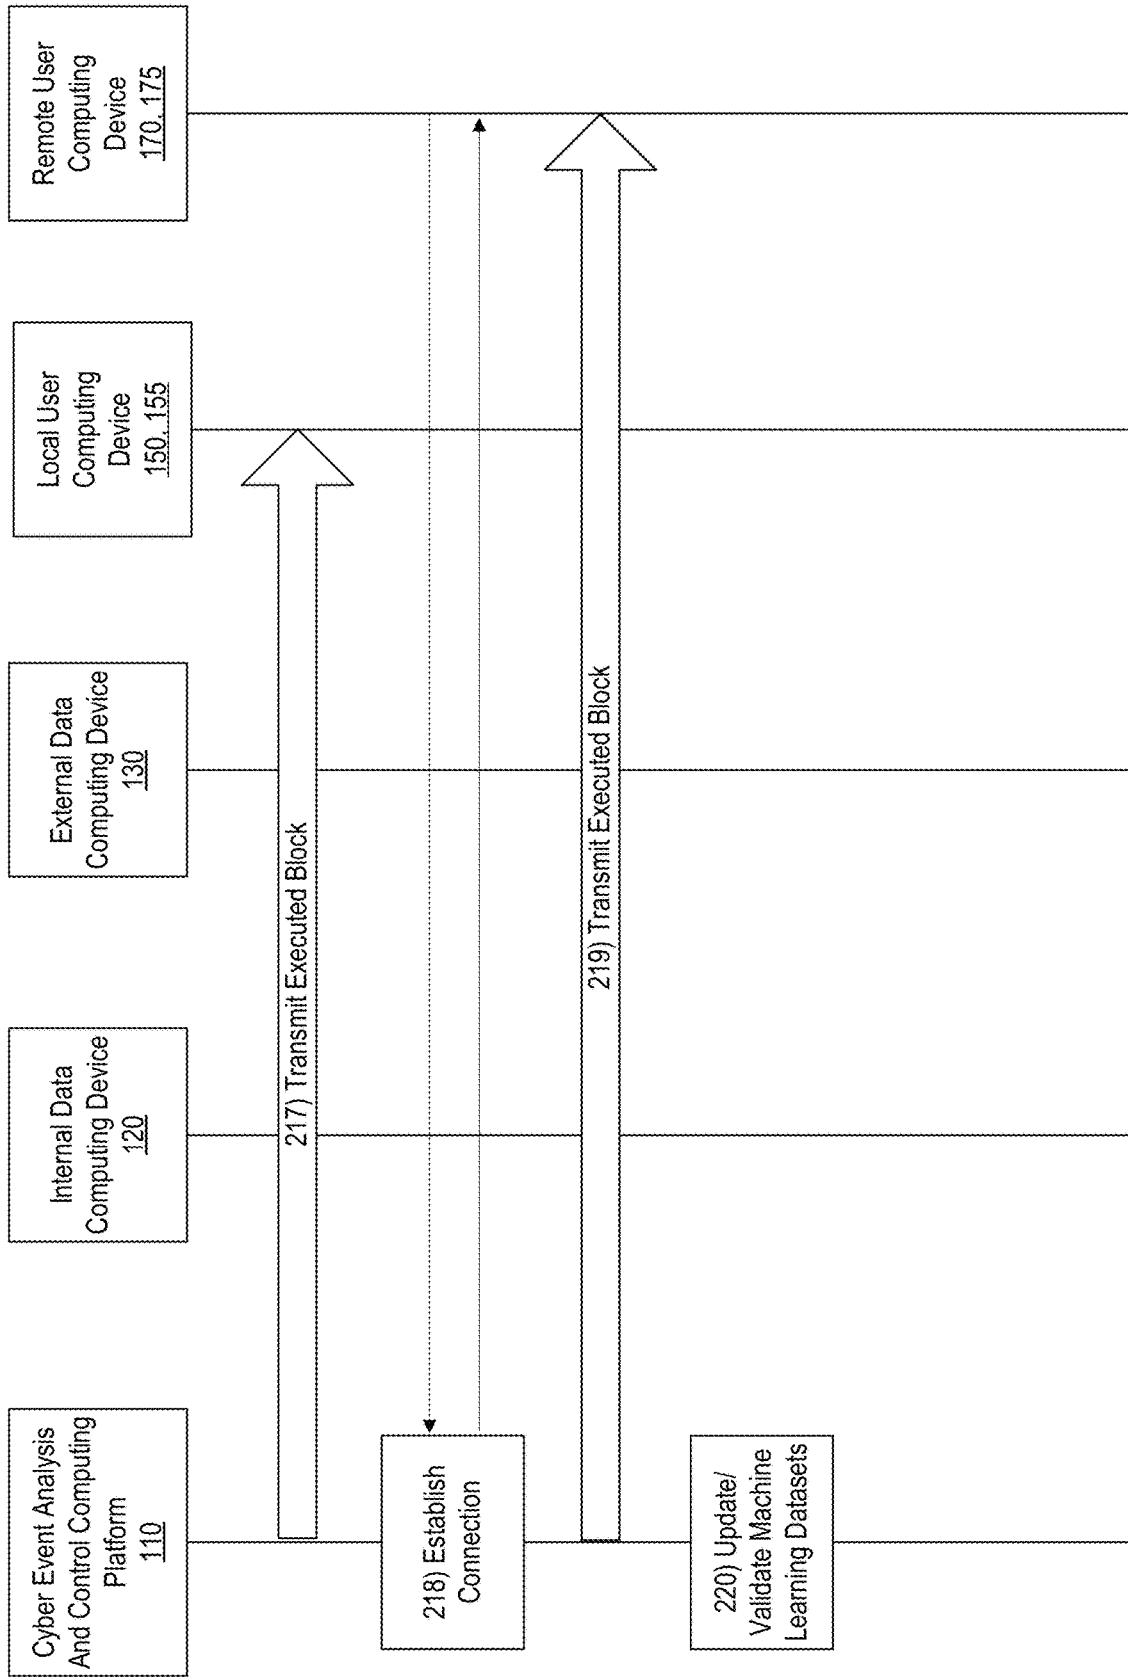 Cyber Event Analysis
And Control Computing
Platform
110
Internal Data
Computing Device
120
External Data
Computing Device
130
Local User
Computing
Device
150, 155
Remote User
Computing
Device
170, 175
217) Transmit Executed Block
218) Establish
Connection
219) Transmit Executed Block
220) Update/
Validate Machine
Learning Datasets